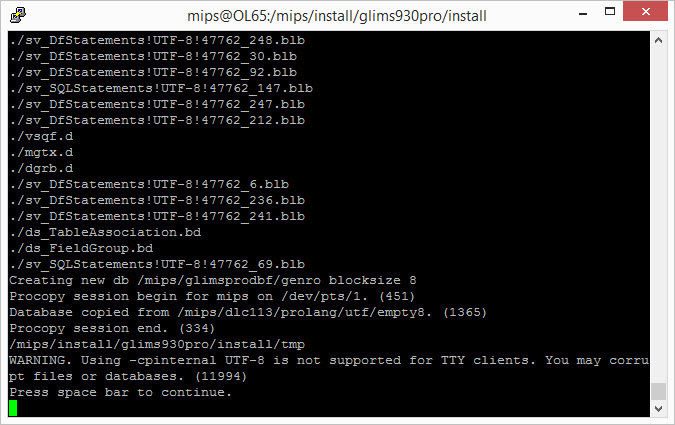 mips@OL65:/mips/install/glims930pro/install
./sv_DfStatements!UTF-8!47762_248.blb
./sv_DfStatements!UTF-8!47762_30.blb
./sv_DfStatements!UTF-8!47762_92.blb
./sv_SQLStatements!UTF-8!47762_147.blb
./sv_DfStatements!UTF-8!47762_247.blb
./sv_DfStatements!UTF-8!47762_212.blb
./vsqf.d
./mgtx.d
./dgrb.d
./sv_DfStatements!UTF-8!47762_6.blb
./sv_DfStatements!UTF-8!47762_236.blb
./sv_DfStatements!UTF-8!47762_241.blb
./ds_TableAssociation.bd
./ds_FieldGroup.bd
./sv_SQLStatements!UTF-8!47762_69.blb
Creating new db /mips/glimsprodbf/genro blocksize 8
Procopy session begin for mips on /dev/pts/1. (451)
Database copied from /mips/dlc113/prolang/utf/empty8. (1365)
Procopy session end. (334)
/mips/install/glims930pro/install/tmp
WARNING. Using -cpinternal UTF-8 is not supported for TTY clients. You may corru
pt files or databases. (11994)
Press space bar to continue.